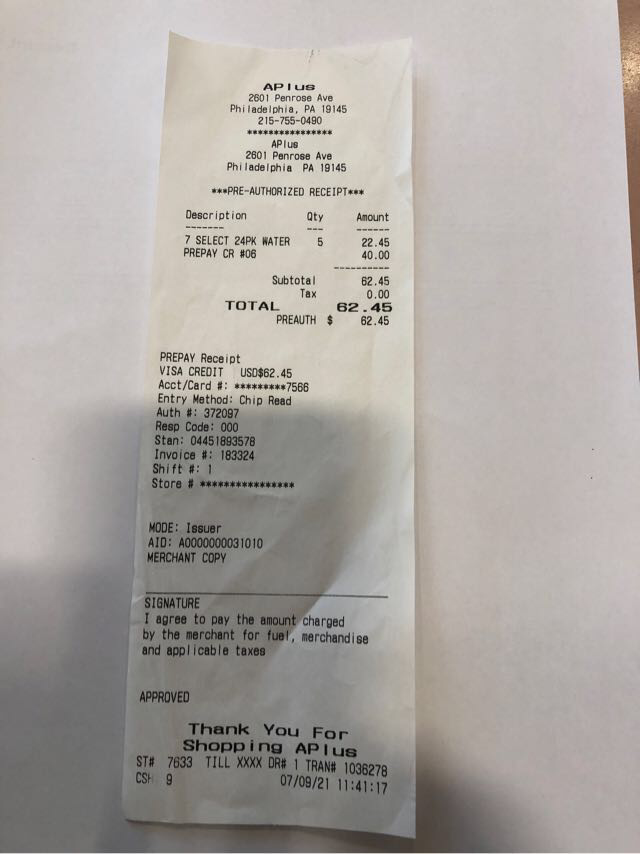 APlus
2601 Penrose Ave
Philadelphia, PA 19145
215-755-0490
****************
APlus
2601 Penrose Ave
Philadelphia PA 19145
***PRE-AUTHORIZED RECEIPT***
Description Qty Amount
------- --- ------
7 SELECT 24PK WATER 5 22.45
PREPAY CR #06 40.00
----------
Subtotal 62.45
Tax 0.00
TOTAL 62.45
PREAUTH $ 62.45
PREPAY Receipt
VISA CREDIT USD$62.45
Acct/Card #: *********7566
Entry Method: Chip Read
Auth #: 372097
Resp Code: 000
Stan: 04451893578
Invoice #: 183324
Shift #: 1
Store # ****************
MODE: Issuer
AID: A0000000031010
MERCHANT COPY
SIGNATURE
I agree to pay the amount charged
by the merchant for fuel, merchandise
and applicable taxes
APPROVED
Thank You For
Shopping APlus
ST# 7633 TILL XXXX DR# 1 TRAN# 1036278
CSH 9 07/09/21 11:41:17